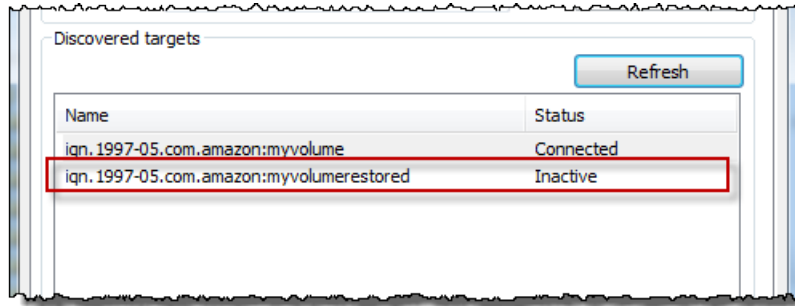 Discovered targets
Refresh
Name Status
iqn.1997-05.com.amazon:myvolume Connected
iqn.1997-05.com.amazon:myvolumerestored Inactive